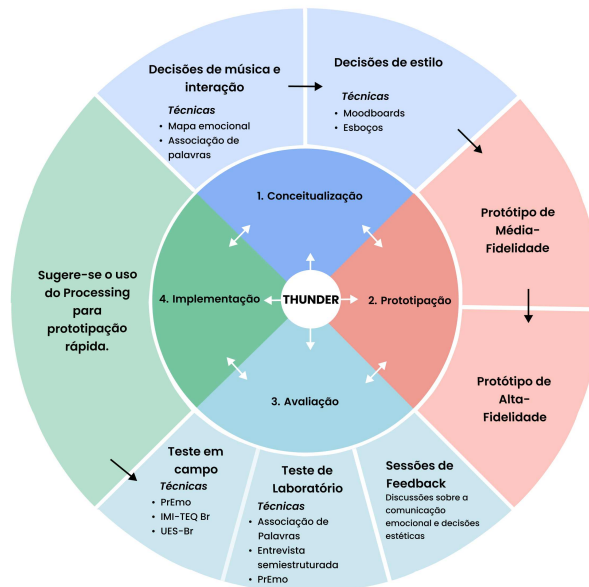 Decisões de música e
interação
Técnicas
• Mapa emocional
• Associação de
palavras
Decisões de estilo
Técnicas
• Moodboards
• Esboços
Protótipo de
Média-
Fidelidade
Protótipo de
Alta-
Fidelidade
Sessões de
Feedback
Discussões sobre a
comunicação
emocional e decisões
estéticas
Teste de
Laboratório
Técnicas
• Associação de
Palavras
• Entrevista
semiestruturada
• PrEmo
Teste em
campo
Técnicas
• PrEmo
• IMI-TEQ Br
• UES-Br
Sugere-se o uso
do Processing
para
prototipação
rápida.
1. Conceitualização
2. Prototipação
3. Avaliação
4. Implementação
THUNDER